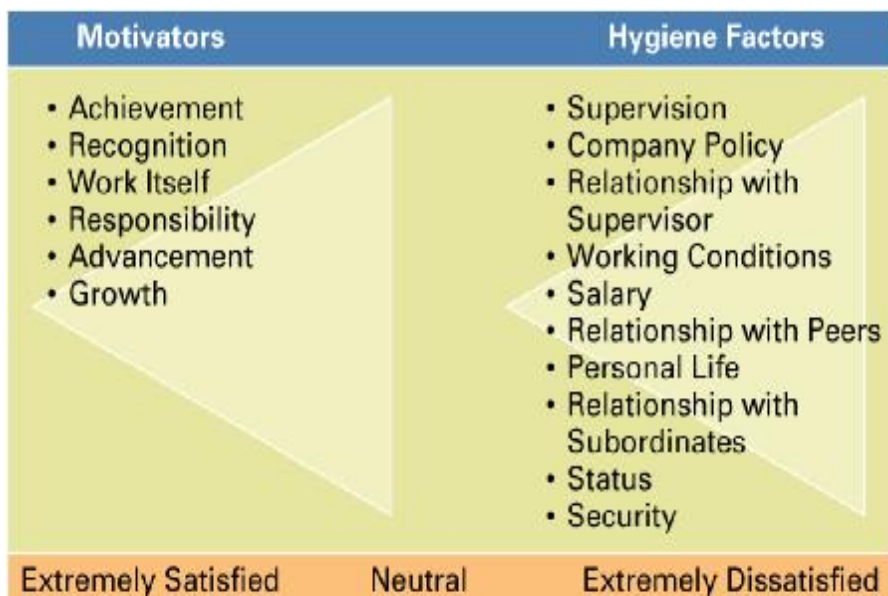 Motivators
• Achievement
• Recognition
• Work Itself
• Responsibility
• Advancement
• Growth
Hygiene Factors
• Supervision
• Company Policy
• Relationship with
Supervisor
• Working Conditions
• Salary
• Relationship with Peers
• Personal Life
• Relationship with
Subordinates
• Status
• Security
Extremely Satisfied Neutral Extremely Dissatisfied